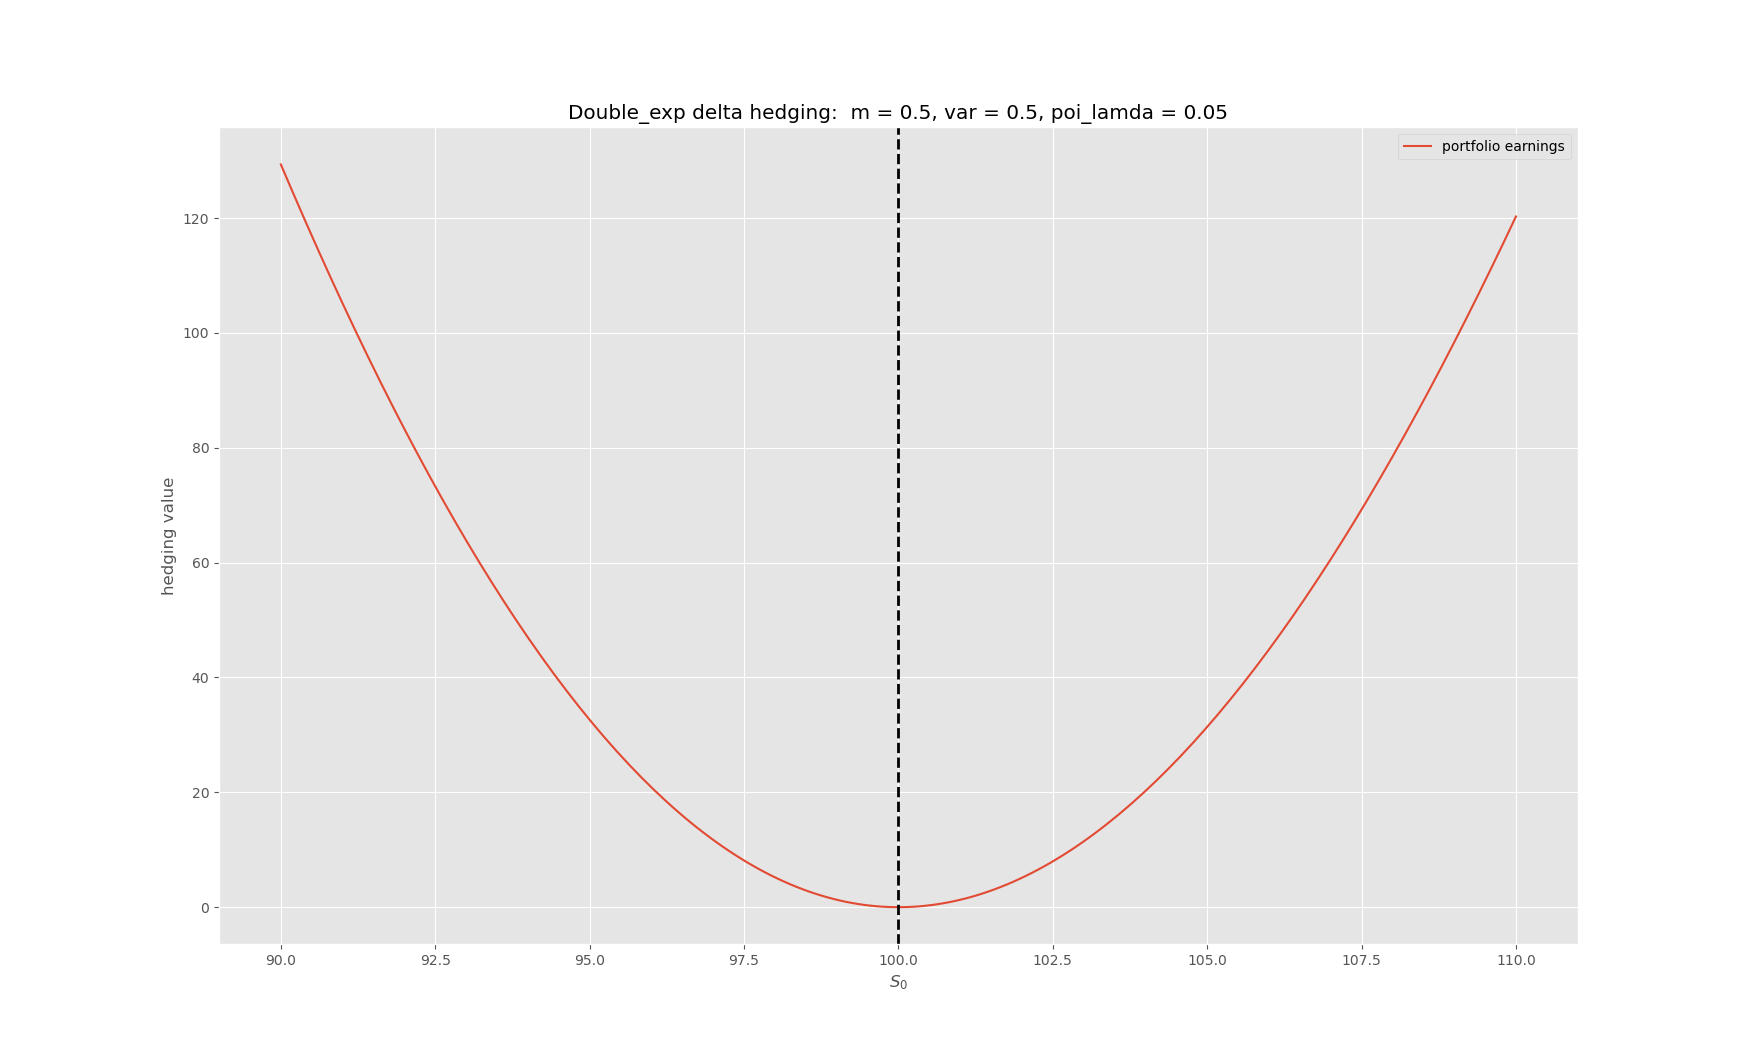 Double_exp delta hedging:  m = 0.5, var = 0.5, poi_lamda = 0.05
portfolio earnings
120
100
80
60
40
20
0
hedging value
90.0 92.5 95.0 97.5 100.0 102.5 105.0 107.5 110.0
S₀